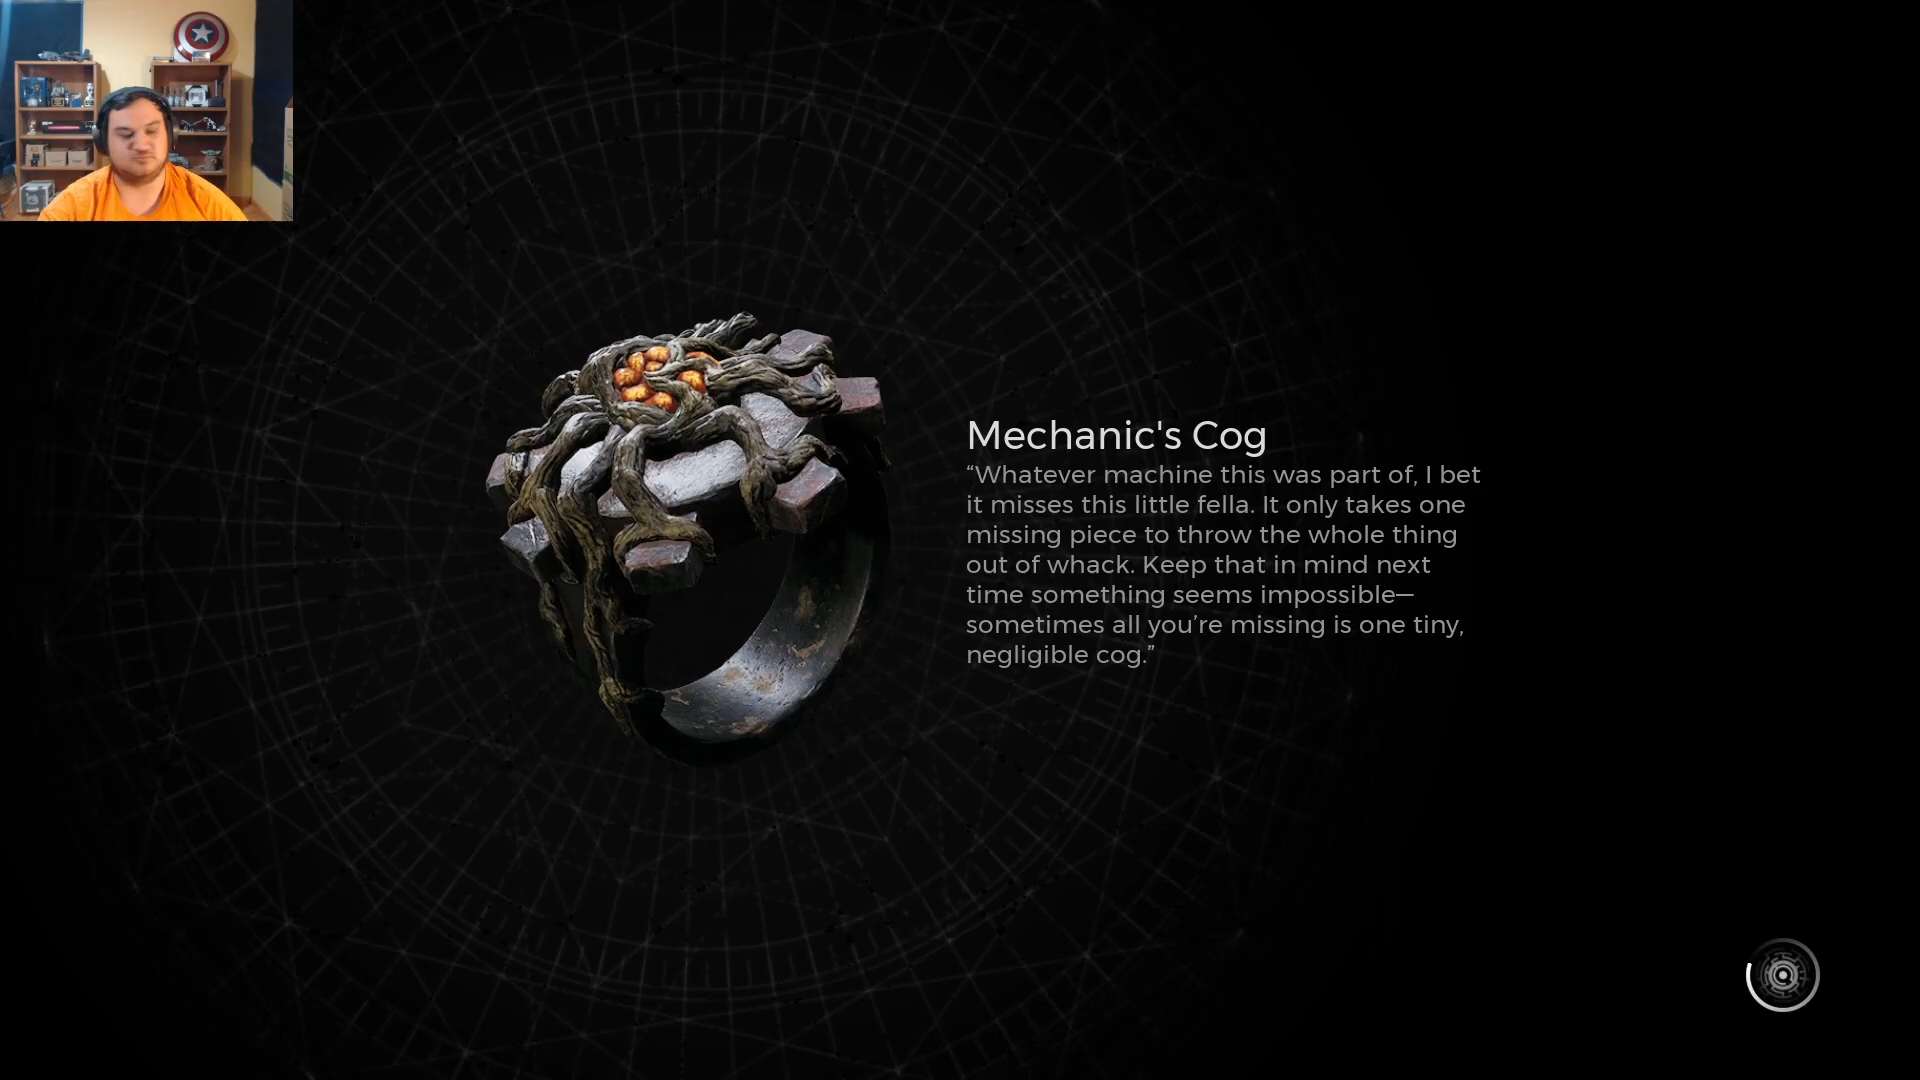 Mechanic's Cog
“Whatever machine this was part of, I bet
it misses this little fella. It only takes one
missing piece to throw the whole thing
out of whack. Keep that in mind next
time something seems impossible—
sometimes all you’re missing is one tiny,
negligible cog.”